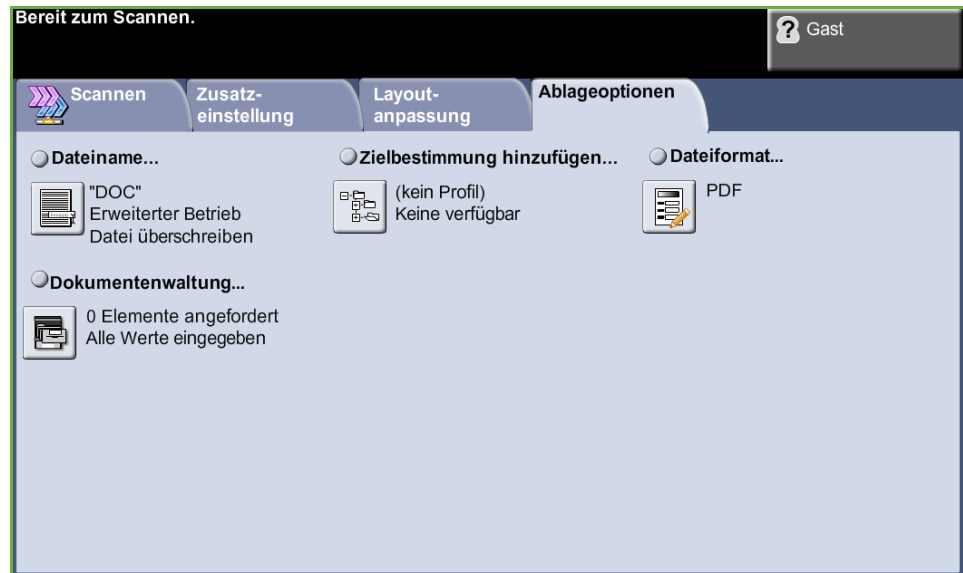 Bereit zum Scannen.
? Gast
Scannen
Zusatz-
einstellung
Layout-
anpassung
Ablageoptionen
Dateiname...
"DOC"
Erweiterter Betrieb
Datei überschreiben
Zielbestimmung hinzufügen...
(kein Profil)
Keine verfügbar
Dateiformat...
PDF
Dokumentenwaltung...
0 Elemente angefordert
Alle Werte eingegeben